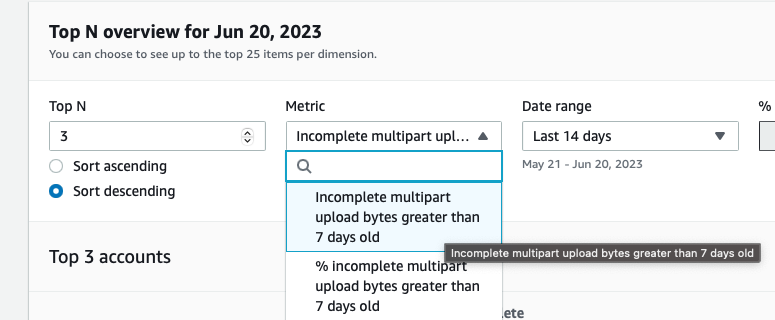 Top N overview for Jun 20, 2023
You can choose to see up to the top 25 items per dimension.
Top N
Metric
Date range
%
3
Incomplete multipart upl...
Last 14 days
May 21 - Jun 20, 2023
Sort ascending
Sort descending
Incomplete multipart
upload bytes greater than
7 days old
Incomplete multipart upload bytes greater than 7 days old
Top 3 accounts
% incomplete multipart
upload bytes greater than
7 days old
ete